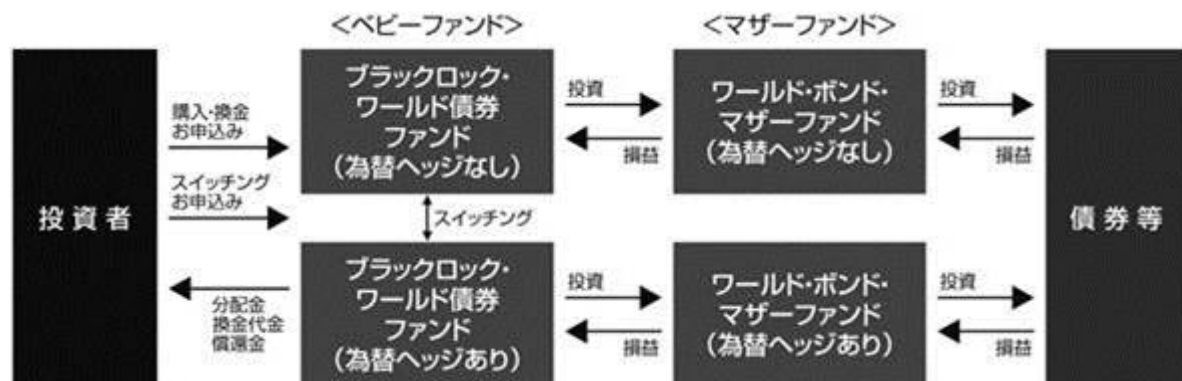 <ベビーファンド>
<マザーファンド>
投資者
購入・換金
お申込み
スイッチング
お申込み
分配金
換金代金
償還金
ブラックロック・
ワールド債券
ファンド
(為替ヘッジなし)
スイッチング
ブラックロック・
ワールド債券
ファンド
(為替ヘッジあり)
投資
損益
投資
損益
ワールド・ボンド・
マザーファンド
(為替ヘッジなし)
ワールド・ボンド・
マザーファンド
(為替ヘッジあり)
投資
損益
投資
損益
債券等